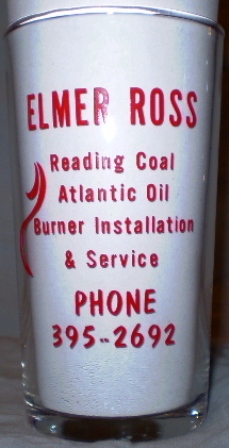 ELMER ROSS
Reading Coal
Atlantic Oil
Burner Installation
& Service
PHONE
395-2692